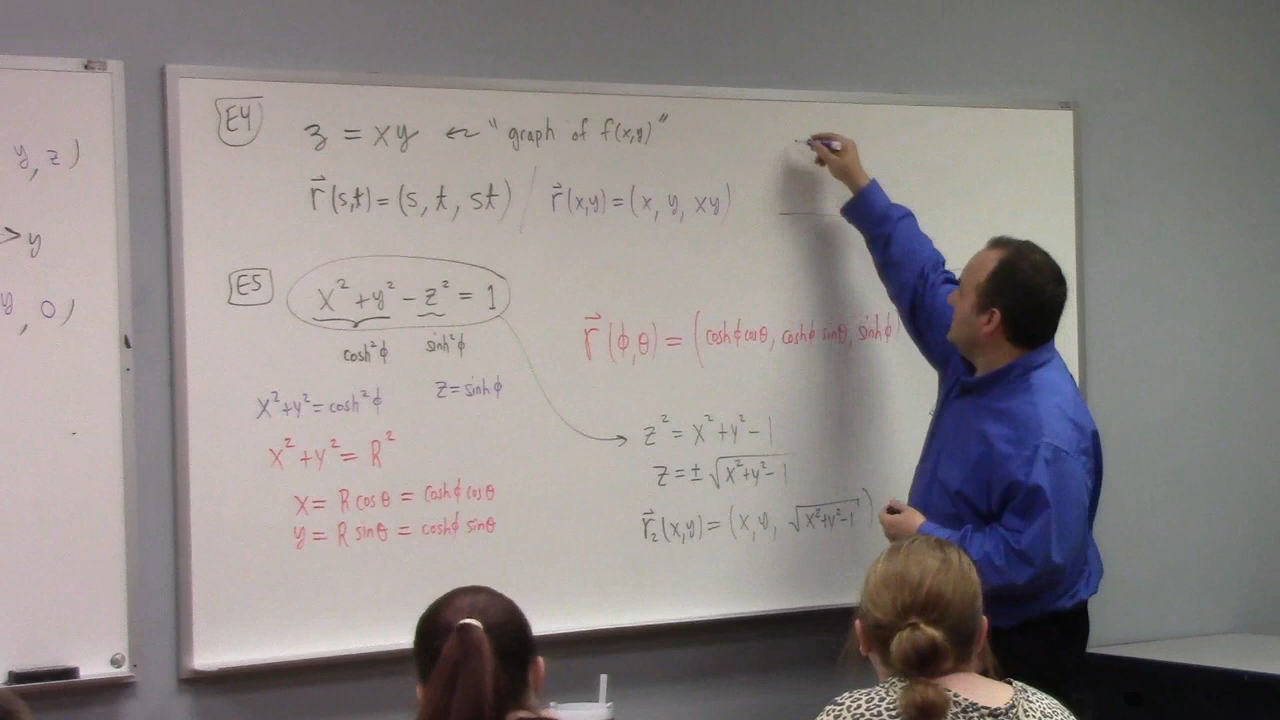 y, z)
> y
y, 0)
E4
z = xy ← "graph of f(x,y)"
r⃗(s,t) = (s, t, st) / r⃗(x,y) = (x, y, xy)
E5
x² + y² - z² = 1
cosh²φ sinh²φ
x² + y² = cosh²φ z = sinhφ
x² + y² = R²
x = R cosθ = coshφ cosθ
y = R sinθ = coshφ sinθ
r⃗(φ,θ) = (coshφ cosθ, coshφ sinθ, sinhφ)
z² = x² + y² - 1
z = ± √x²+y²-1
r⃗₂(x,y) = (x, y, √x²+y²-1)